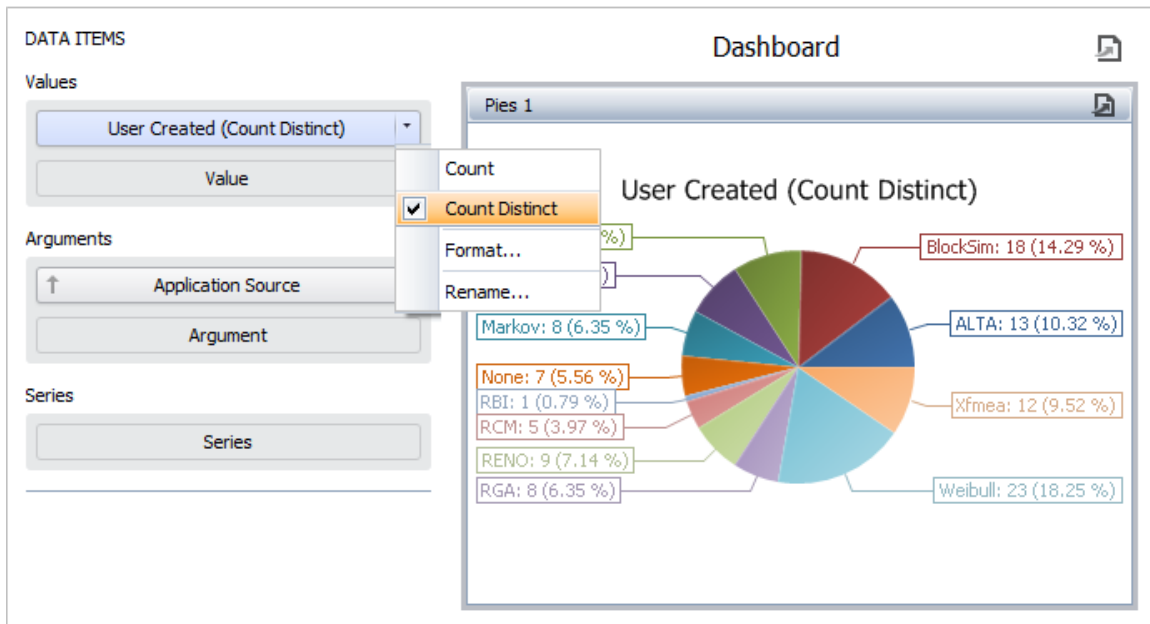 DATA ITEMS
Values
User Created (Count Distinct)
Value
Arguments
Application Source
Argument
Series
Series
Count
Count Distinct
Format...
Rename...
Dashboard
Pies 1
User Created (Count Distinct)
%)
)
BlockSim: 18 (14.29 %)
Markov: 8 (6.35 %)
ALTA: 13 (10.32 %)
None: 7 (5.56 %)
RBI: 1 (0.79 %)
RCM: 5 (3.97 %)
Xfmea: 12 (9.52 %)
RENO: 9 (7.14 %)
RGA: 8 (6.35 %)
Weibull: 23 (18.25 %)